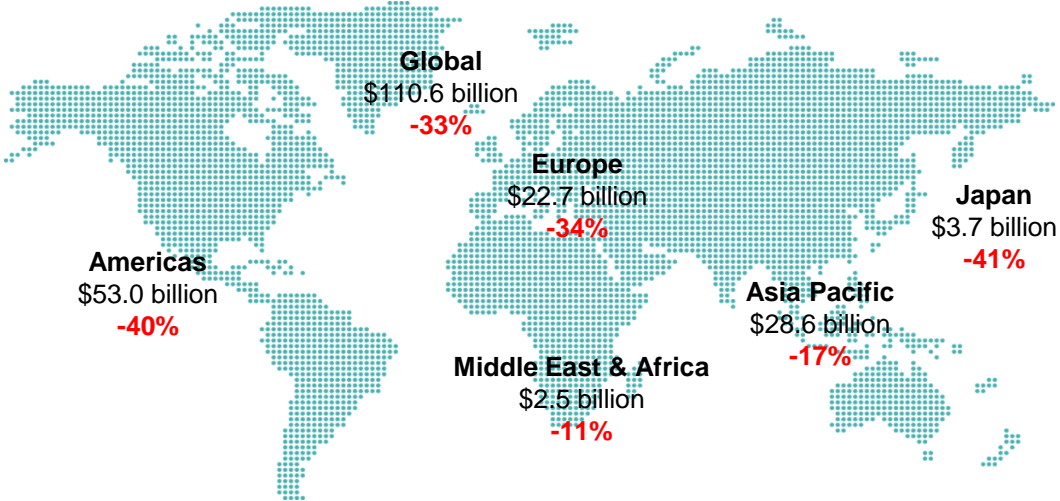 Global
$110.6 billion
-33%
Europe
$22.7 billion
-34%
Japan
$3.7 billion
-41%
Americas
$53.0 billion
-40%
Asia Pacific
$28.6 billion
-17%
Middle East & Africa
$2.5 billion
-11%